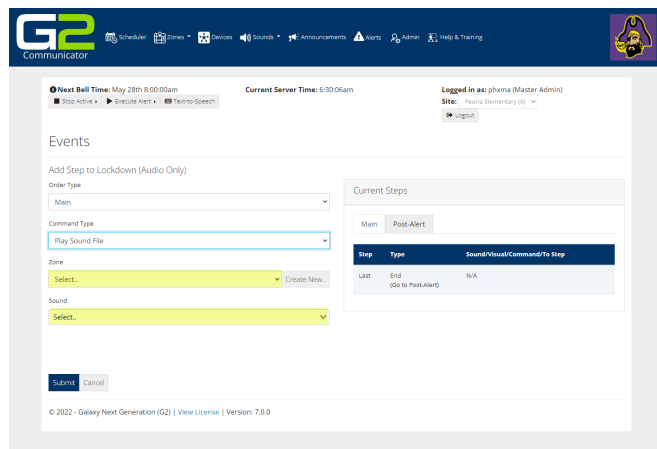 G2
Communicator
Scheduler Zones Devices Sounds Announcements Alerts Admin Help & Training
Next Bell Time: May 28th 8:00:00am Current Server Time: 6:30:06am Logged in as: phxma (Master Admin)
Stop Active Execute Alert Text-to-Speech Site: Peoria Elementary (9)
Logout
Events
Add Step to Lockdown (Audio Only)
Order Type
Main
Command Type
Play Sound File
Zone
Select.. Create New..
Sound
Select..
Current Steps
Main Post-Alert
Step Type Sound/Visual/Command/To Step
Last End N/A
(Go to Post-Alert)
Submit Cancel
© 2022 - Galaxy Next Generation (G2) | View License | Version: 7.0.0